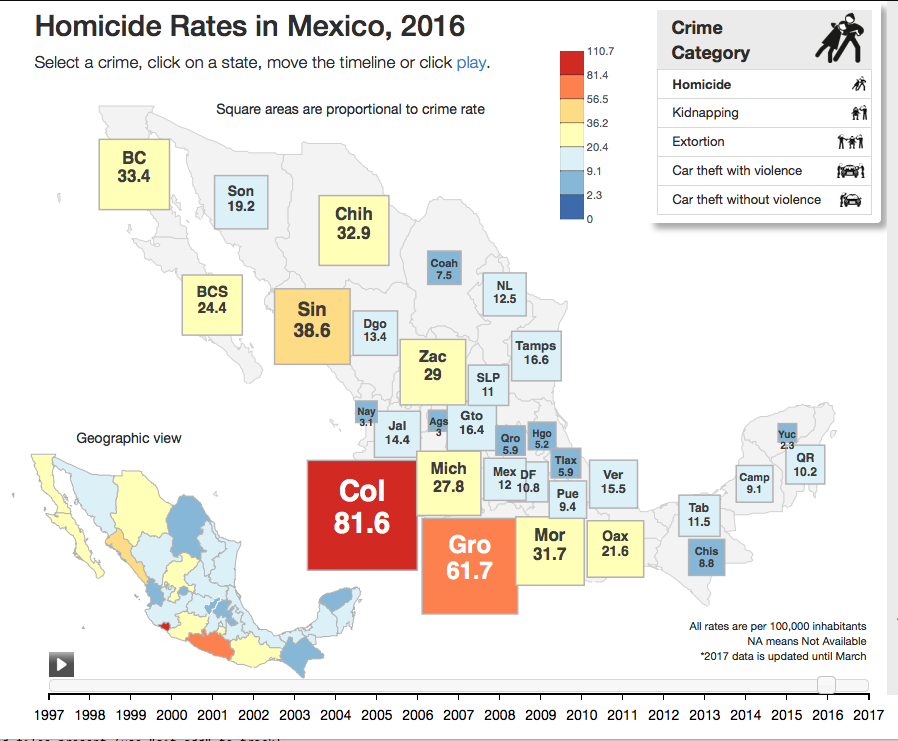 Homicide Rates in Mexico, 2016
Select a crime, click on a state, move the timeline or click play.
Square areas are proportional to crime rate
110.7
81.4
56.5
36.2
20.4
9.1
2.3
0
Crime
Category
Homicide
Kidnapping
Extortion
Car theft with violence
Car theft without violence
BC
33.4
Son
19.2
Chih
32.9
Coah
7.5
NL
12.5
BCS
24.4
Sin
38.6
Dgo
13.4
Tamps
16.6
Zac
29
SLP
11
Nay
3.1
Jal
14.4
Ags
3
Gto
16.4
Qro
5.9
Hgo
5.2
Tlax
5.9
Yuc
2.3
QR
10.2
Camp
9.1
Col
81.6
Mich
27.8
Mex
12
DF
10.8
Pue
9.4
Ver
15.5
Tab
11.5
Chis
8.8
Gro
61.7
Mor
31.7
Oax
21.6
Geographic view
All rates are per 100,000 inhabitants
NA means Not Available
*2017 data is updated until March
1997 1998 1999 2000 2001 2002 2003 2004 2005 2006 2007 2008 2009 2010 2011 2012 2013 2014 2015 2016 2017